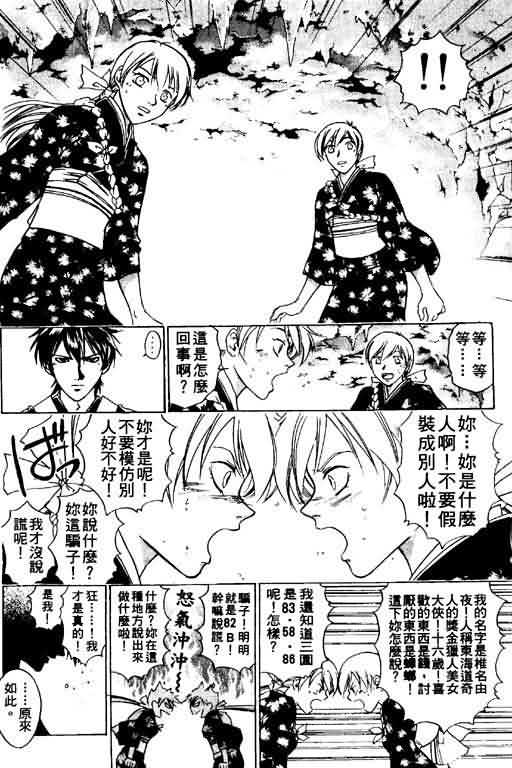 !!
等…等
等……
這是怎麼
回事啊?
…
妳…妳是什麼
人啊!不要假
裝成別人啦!
妳才是呢!
不要模仿別
人好不好!
妳說什麼?
妳這騙子!
我才沒說
謊呢!
我的名字是椎名由
夜!人稱東海道奇
人的獎金獵人美女
大俠!十六歲!喜
歡的東西是錢,討
厭的東西是蟑螂!
這下妳怎麼說?
我還知道三圍
是83‧58‧86
呢!怎樣?
騙子!明明
就是82B!
幹嘛說謊?
怒氣沖沖…
什麼?妳在這
種地方說出來
做什麼啦!
狂……!我
才是真的!
是我!
……原來
如此。